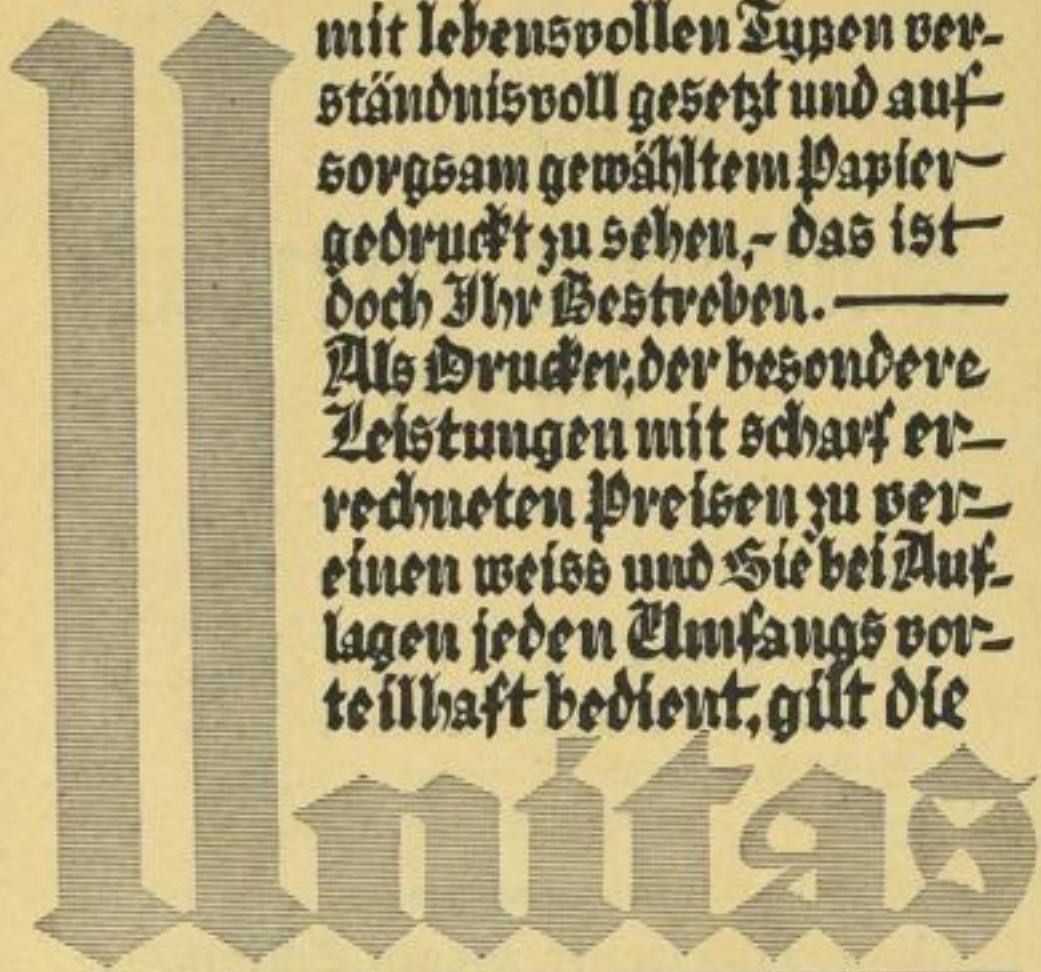 mit lebensvollen Typen ver-
ständnisvoll gesetzt und auf
sorgsam gewähltem Papier
gedruckt zu sehen,- das ist
doch Ihr Bestreben. —
Als Drucker, der besondere
Leistungen mit scharf er-
rechneten Preisen zu ver-
einen weiss und Sie bei Auf-
lagen jeden Umfangs vor-
teilhaft bedient, gilt die
Unitas